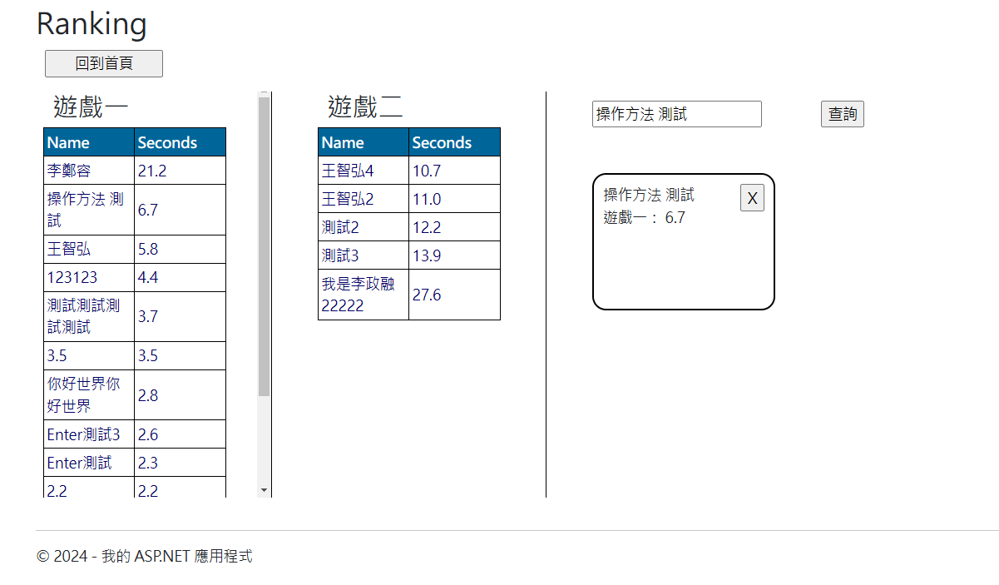 Ranking
回到首頁
遊戲一
Name Seconds
李鄭容 21.2
操作方法 測
試 6.7
王智弘 5.8
123123 4.4
測試測試測
試測試 3.7
3.5 3.5
你好世界你
好世界 2.8
Enter測試3 2.6
Enter測試 2.3
2.2 2.2
遊戲二
Name Seconds
王智弘4 10.7
王智弘2 11.0
測試2 12.2
測試3 13.9
我是李政融
22222 27.6
操作方法 測試 查詢
操作方法 測試 X
遊戲一： 6.7
© 2024 - 我的 ASP.NET 應用程式